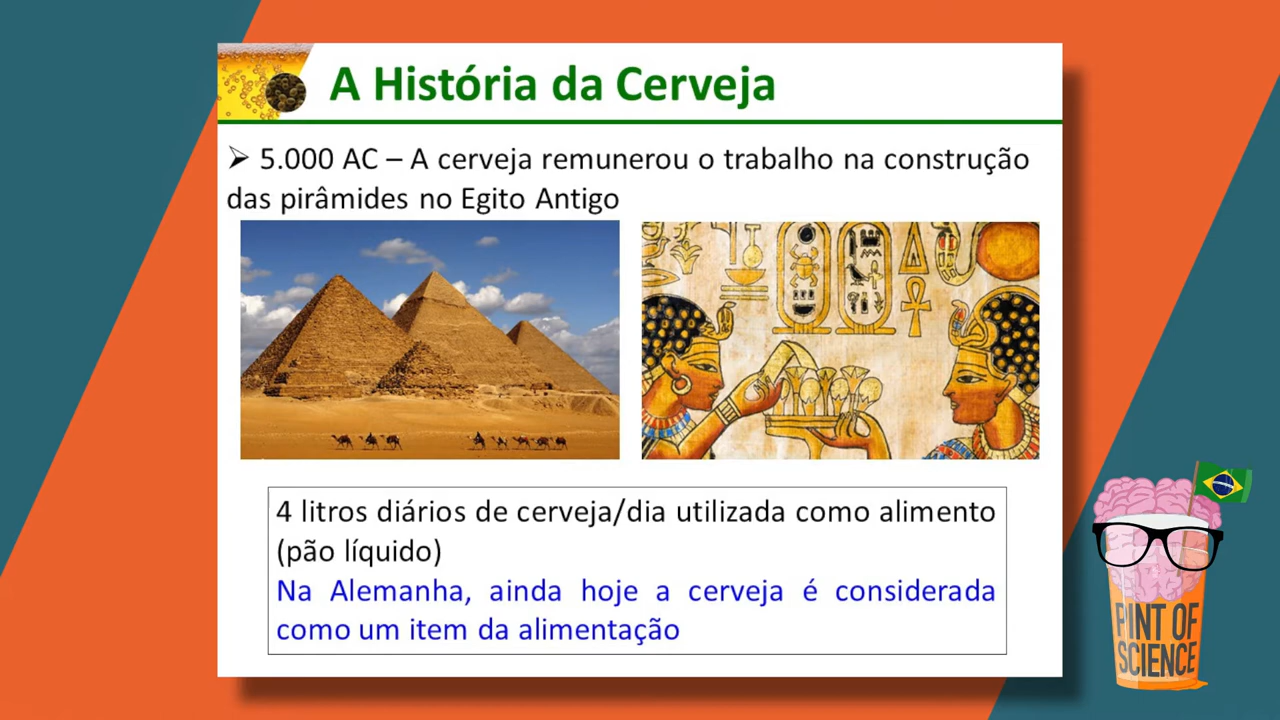 A História da Cerveja
➢ 5.000 AC – A cerveja remunerou o trabalho na construção
das pirâmides no Egito Antigo
4 litros diários de cerveja/dia utilizada como alimento
(pão líquido)
Na Alemanha, ainda hoje a cerveja é considerada
como um item da alimentação
PINT OF
SCIENCE